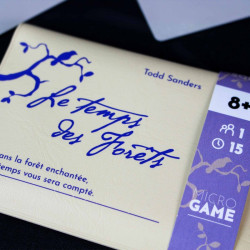 Todd Sanders
Le temps
des Forêts
ans la forêt enchantée,
temps vous sera compté.
8+
1
15
MICRO
GAME